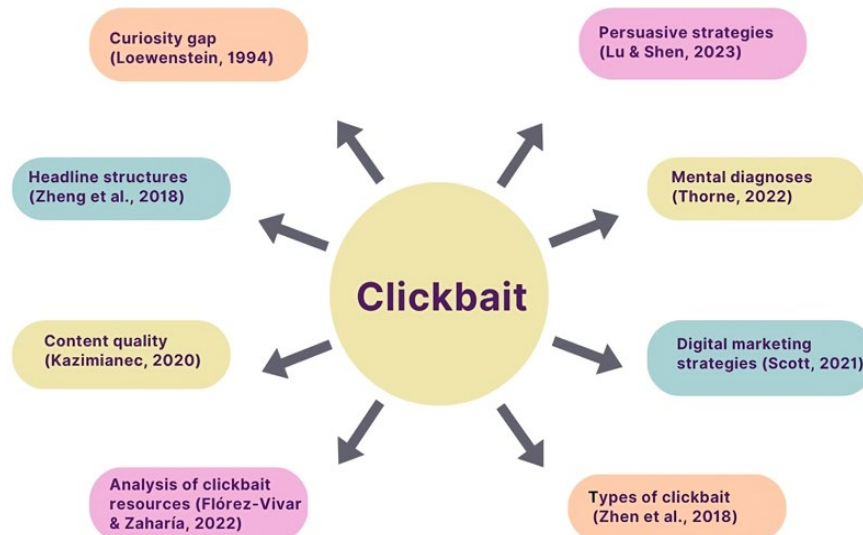 Curiosity gap
(Loewenstein, 1994)
Persuasive strategies
(Lu & Shen, 2023)
Headline structures
(Zheng et al., 2018)
Mental diagnoses
(Thorne, 2022)
Clickbait
Content quality
(Kazimianec, 2020)
Digital marketing
strategies (Scott, 2021)
Analysis of clickbait
resources (Flórez-Vivar
& Zaharía, 2022)
Types of clickbait
(Zhen et al., 2018)